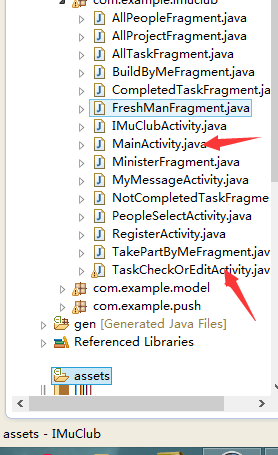 com.example.imuclub
AllPeopleFragment.java
AllProjectFragment.java
AllTaskFragment.java
BuildByMeFragment.java
CompletedTaskFragment
FreshManFragment.java
IMuClubActivity.java
MainActivity.java
MinisterFragment.java
MyMessageActivity.java
NotCompletedTaskFragme
PeopleSelectActivity.java
RegisterActivity.java
TakePartByMeFragment.jav
TaskCheckOrEditActivity.jav
com.example.model
com.example.push
gen [Generated Java Files]
Referenced Libraries
assets
assets - IMuClub